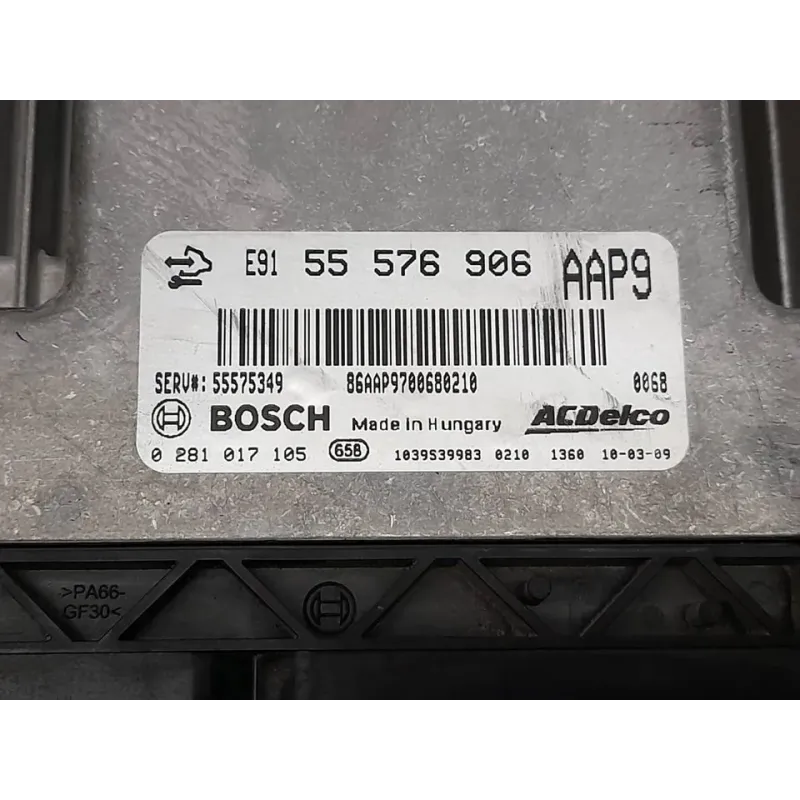 E91 55 576 906 AAP9
SERV#: 55575349 86AAP9700680210 0068
BOSCH Made in Hungary ACDelco
0 281 017 105 658 1039S39983 0210 1360 10-03-09
>PA66-
GF30<